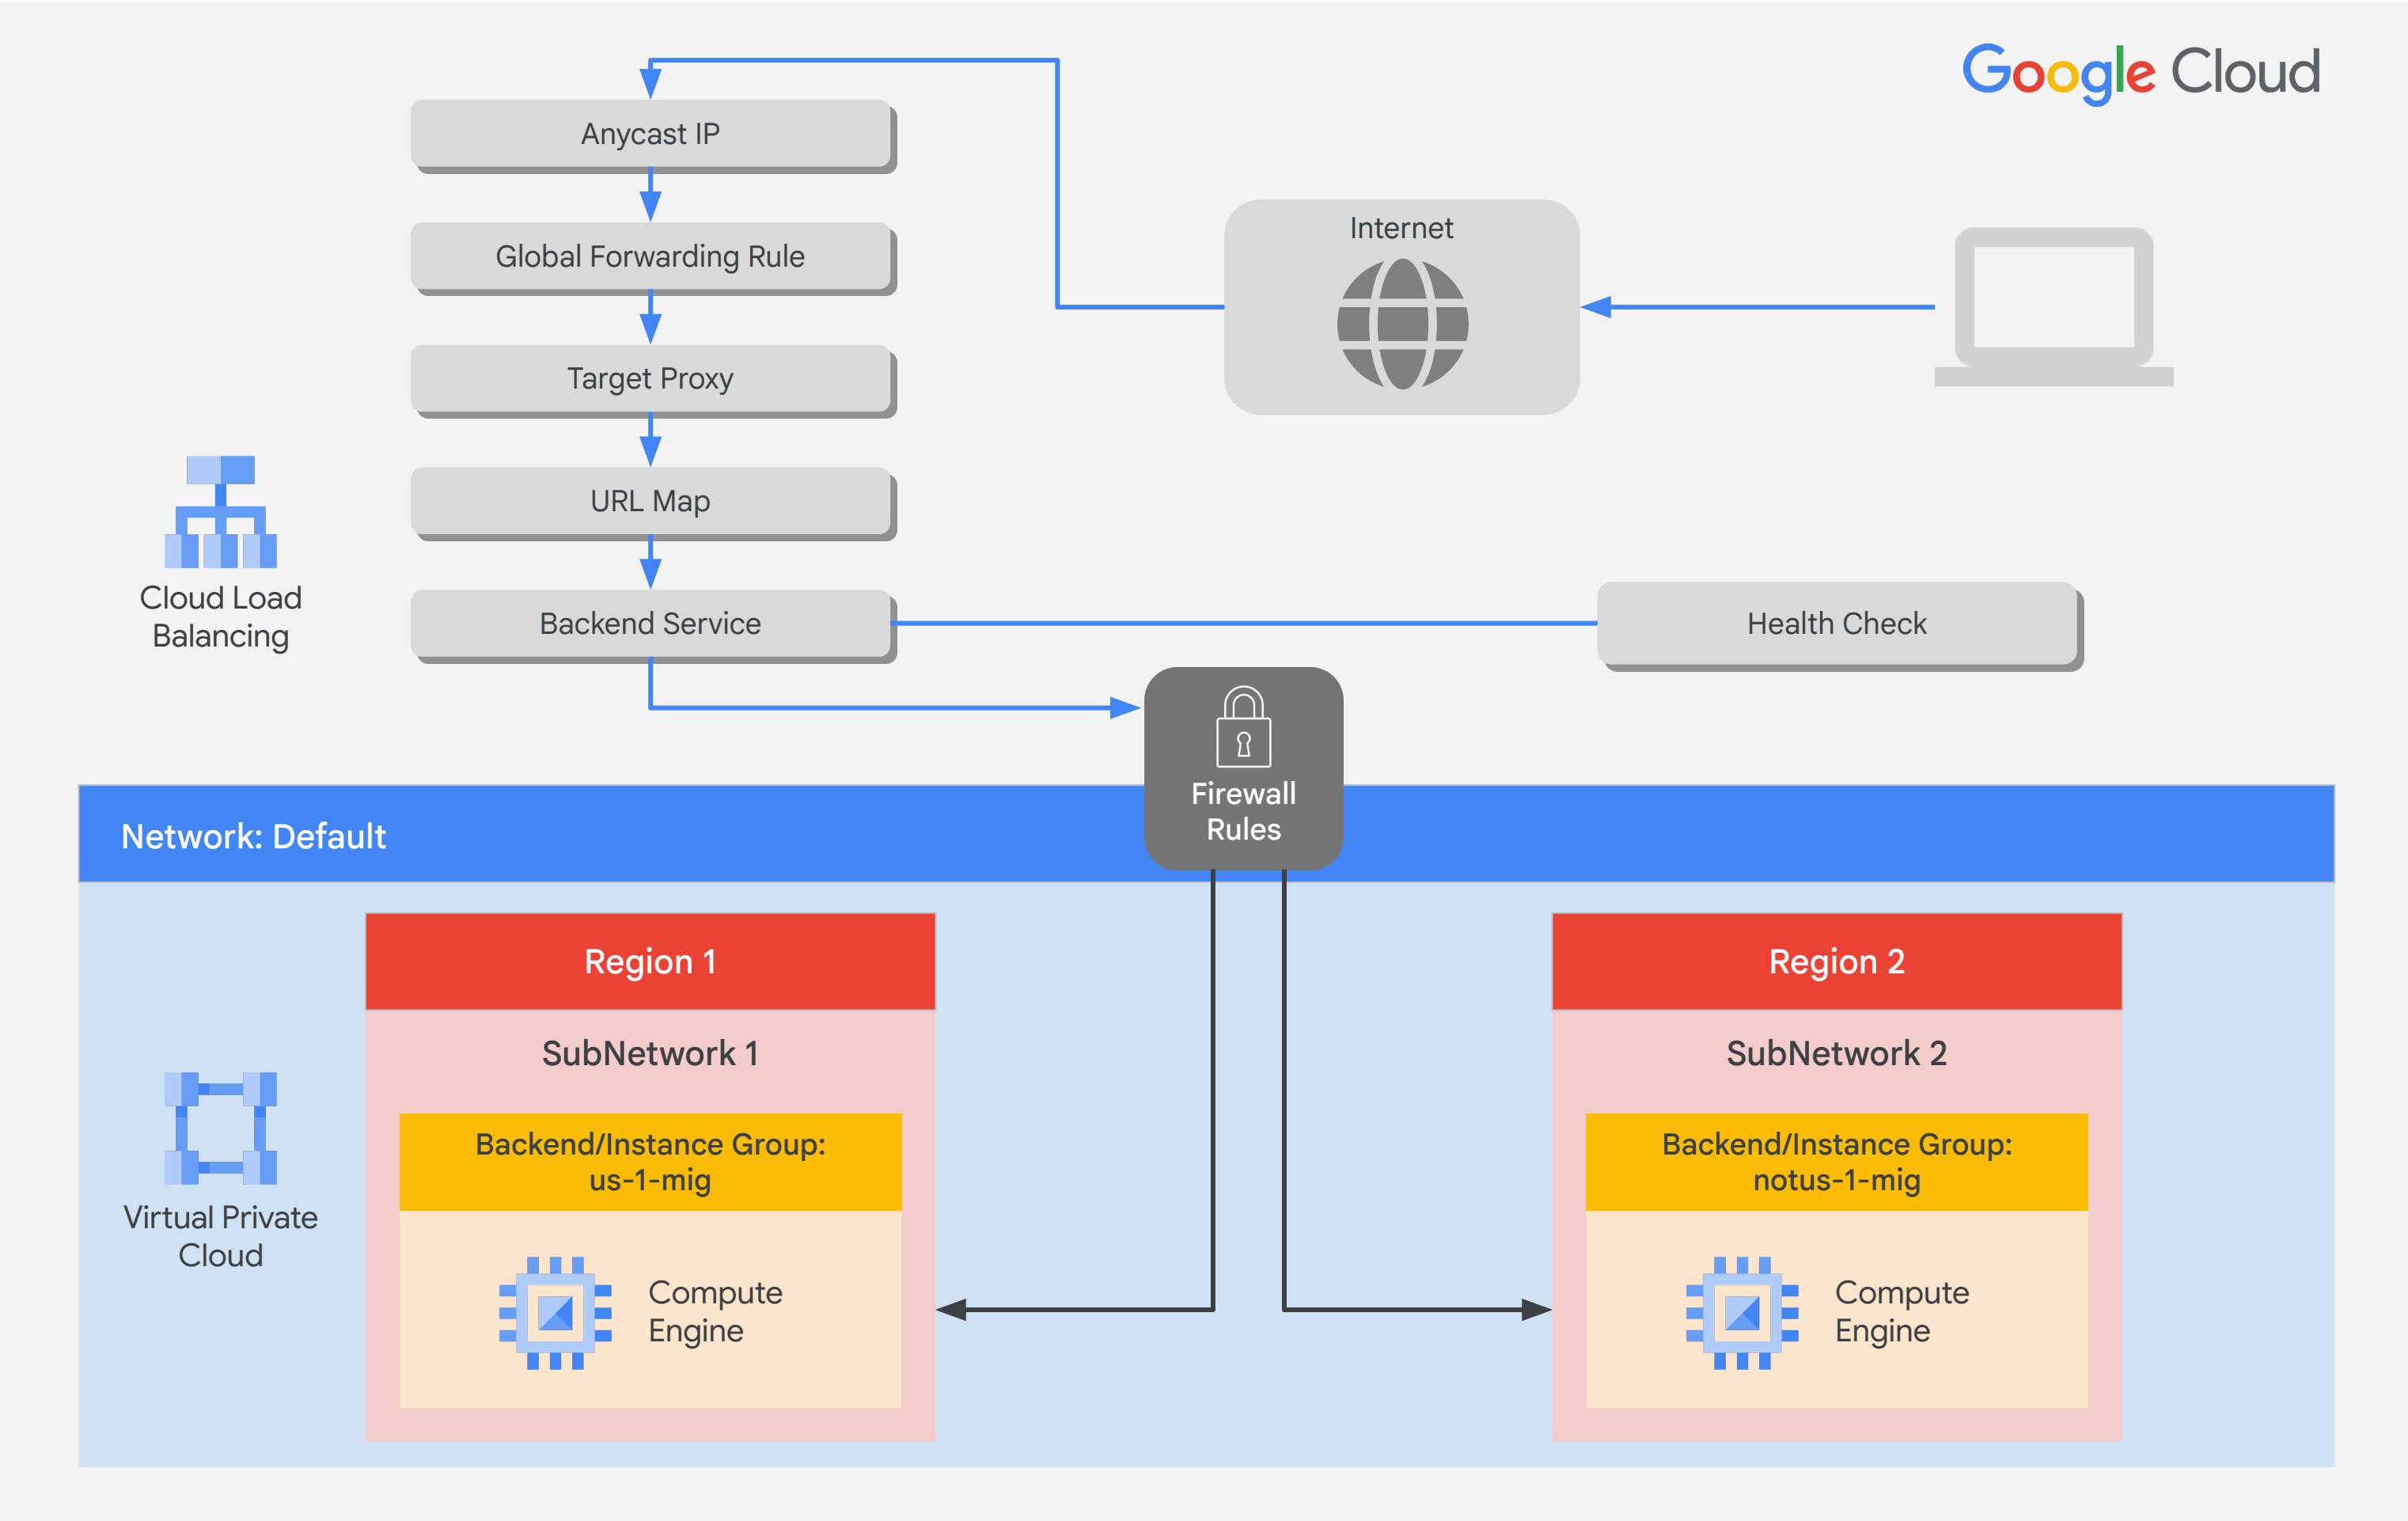 Google Cloud
Anycast IP
Global Forwarding Rule
Target Proxy
URL Map
Backend Service
Internet
Cloud Load
Balancing
Health Check
Firewall
Rules
Network: Default
Region 1
SubNetwork 1
Backend/Instance Group:
us-1-mig
Compute
Engine
Region 2
SubNetwork 2
Backend/Instance Group:
notus-1-mig
Compute
Engine
Virtual Private
Cloud